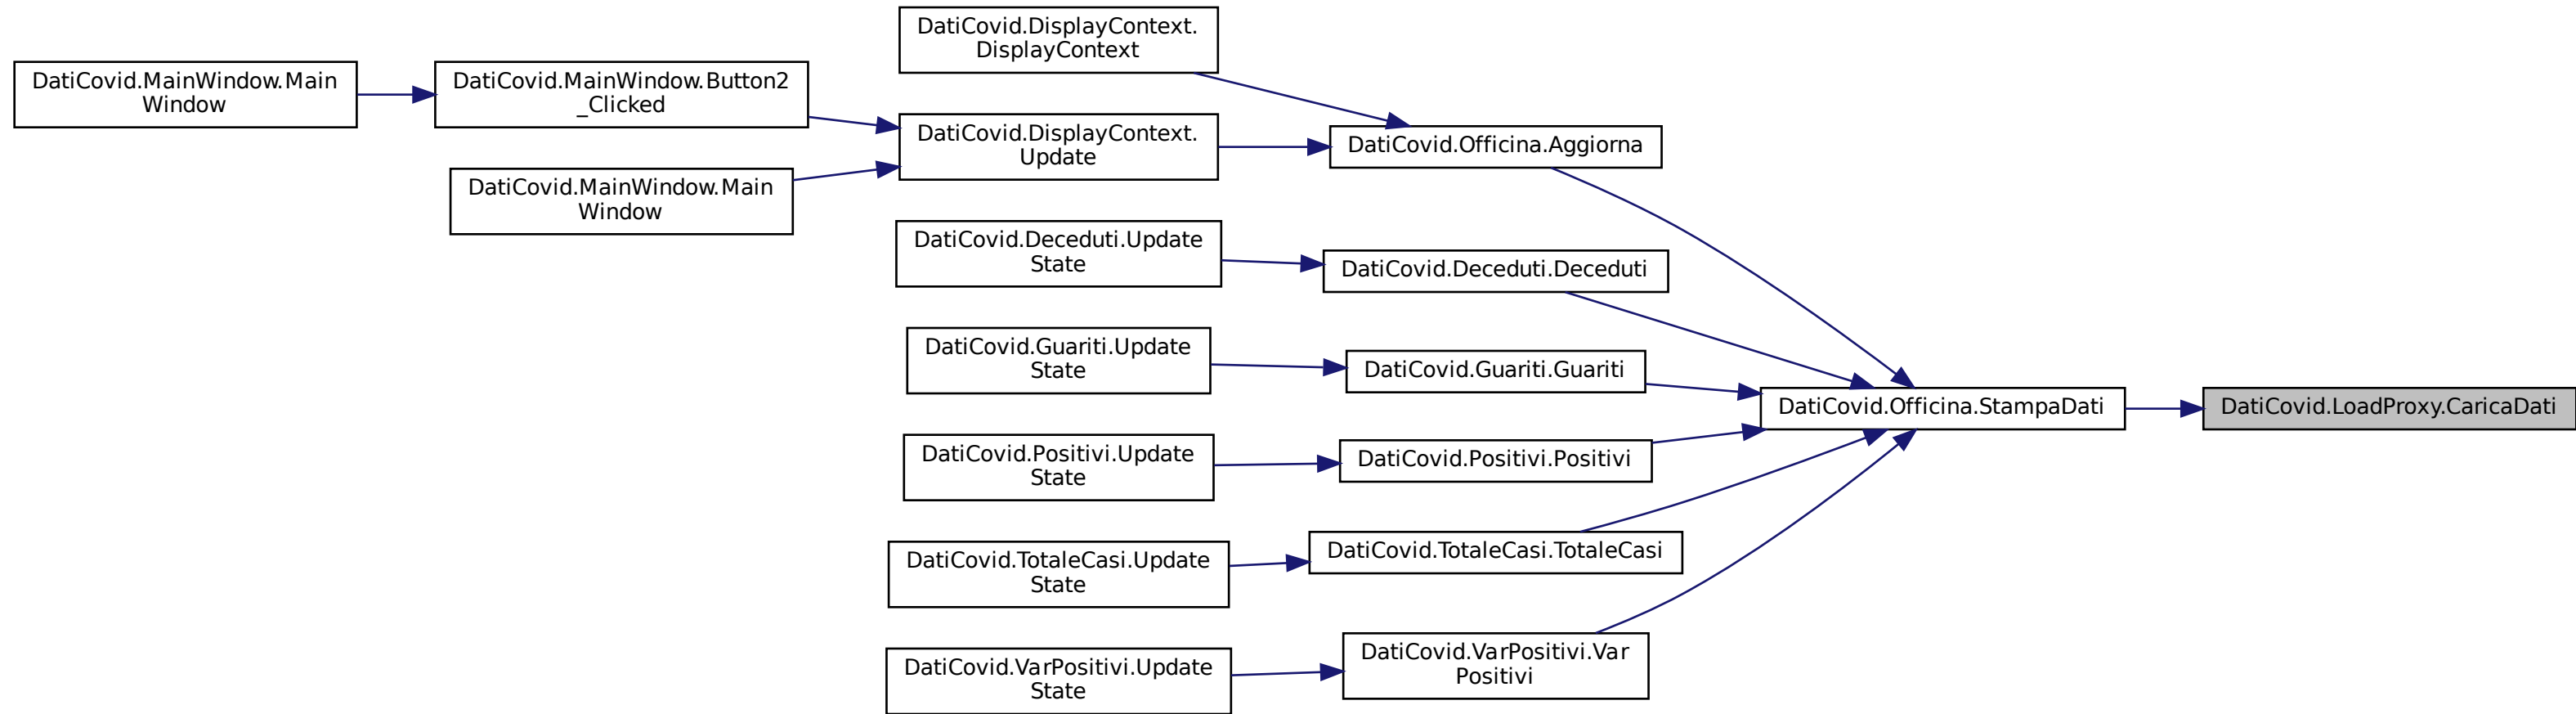 DatiCovid.MainWindow.Main
Window
DatiCovid.MainWindow.Button2
_Clicked
DatiCovid.MainWindow.Main
Window
DatiCovid.DisplayContext.
DisplayContext
DatiCovid.DisplayContext.
Update
DatiCovid.Deceduti.Update
State
DatiCovid.Guariti.Update
State
DatiCovid.Positivi.Update
State
DatiCovid.TotaleCasi.Update
State
DatiCovid.VarPositivi.Update
State
DatiCovid.Officina.Aggiorna
DatiCovid.Deceduti.Deceduti
DatiCovid.Guariti.Guariti
DatiCovid.Positivi.Positivi
DatiCovid.TotaleCasi.TotaleCasi
DatiCovid.VarPositivi.Var
Positivi
DatiCovid.Officina.StampaDati
DatiCovid.LoadProxy.CaricaDati